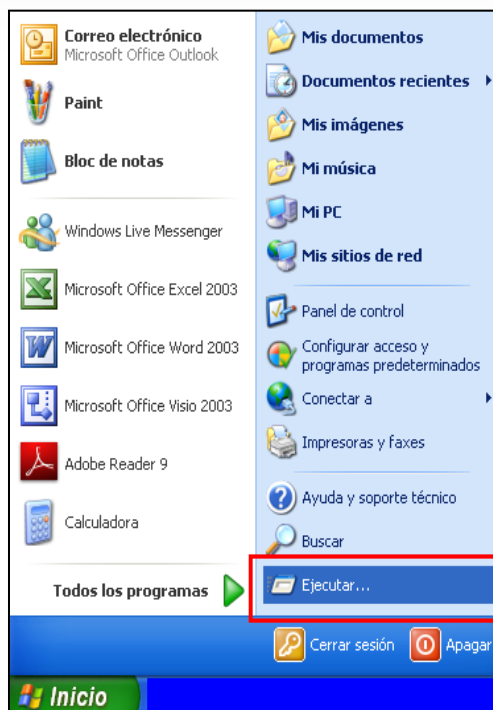 Correo electrónico
Microsoft Office Outlook
Paint
Bloc de notas
Windows Live Messenger
Microsoft Office Excel 2003
Microsoft Office Word 2003
Microsoft Office Visio 2003
Adobe Reader 9
Calculadora
Todos los programas
Mis documentos
Documentos recientes
Mis imágenes
Mi música
Mi PC
Mis sitios de red
Panel de control
Configurar acceso y
programas predeterminados
Conectar a
Impresoras y faxes
Ayuda y soporte técnico
Buscar
Ejecutar...
Cerrar sesión
Apagar
Inicio